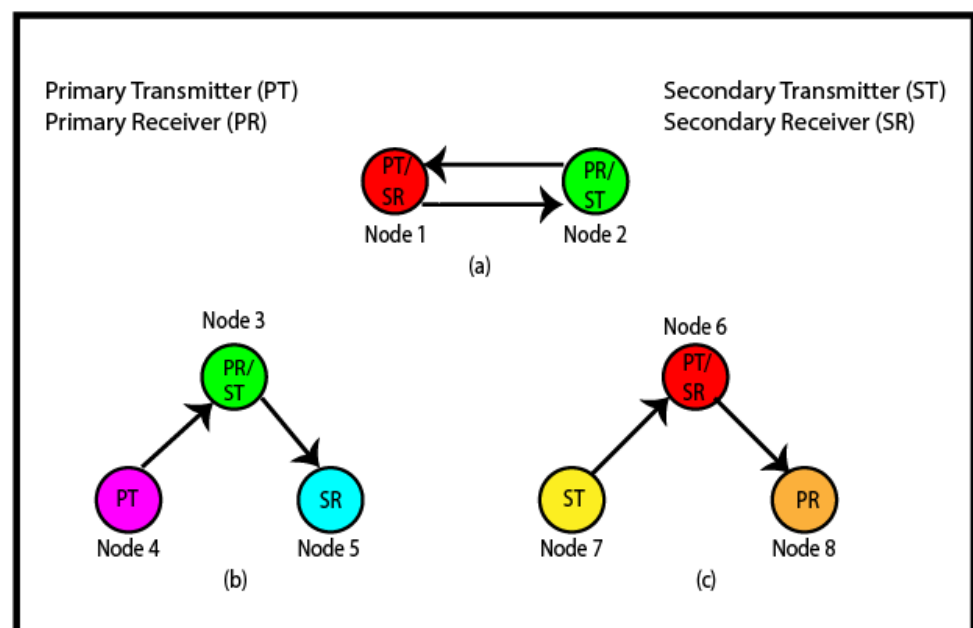 Primary Transmitter (PT)
Primary Receiver (PR)
Secondary Transmitter (ST)
Secondary Receiver (SR)
PT/
SR
PR/
ST
Node 1
Node 2
(a)
Node 3
PR/
ST
PT
SR
Node 4
Node 5
(b)
Node 6
PT/
SR
ST
PR
Node 7
Node 8
(c)